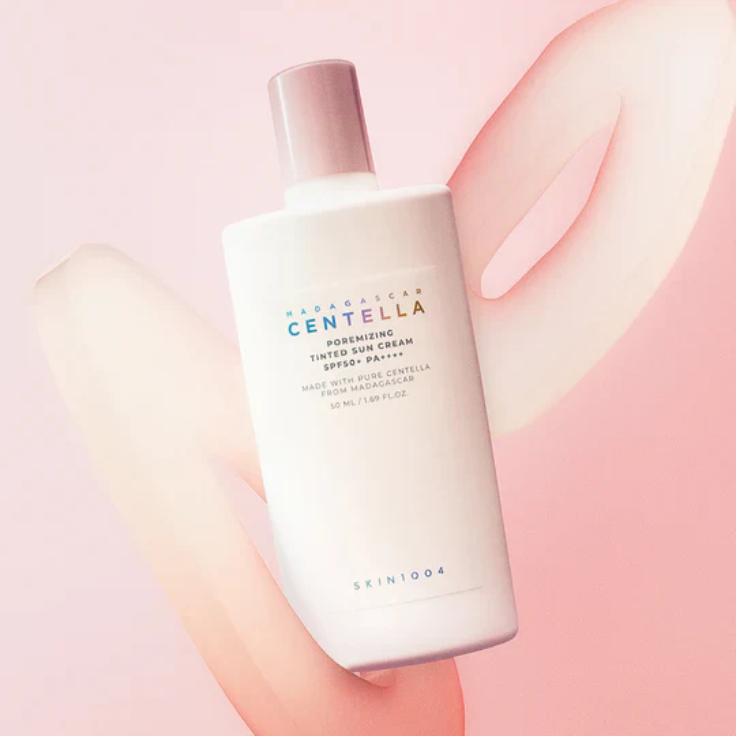 MADAGASCAR
CENTELLA
POREMIZING
TINTED SUN CREAM
SPF50+ PA++++
MADE WITH PURE CENTELLA
FROM MADAGASCAR
50 ML / 1.69 FL.OZ.
SKIN1004